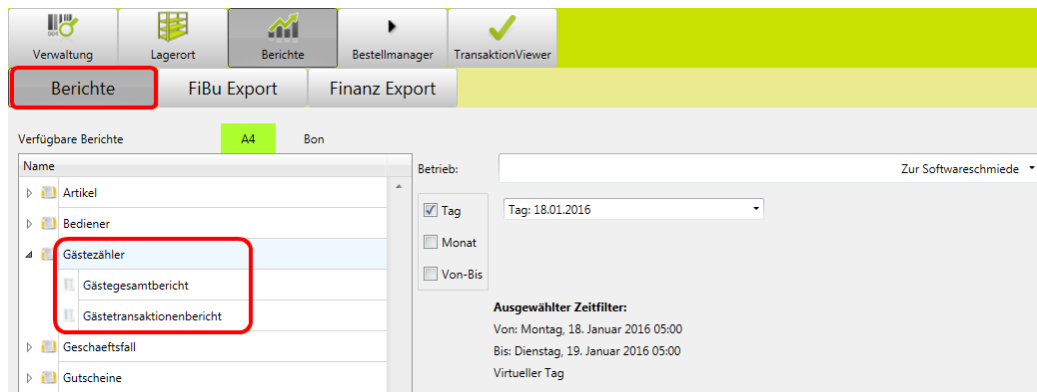 Verwaltung Lagerort Berichte Bestellmanager TransaktionViewer
Berichte FiBu Export Finanz Export
Verfügbare Berichte A4 Bon
Name
Artikel
Bediener
Gästezähler
Gästegesamtbericht
Gästetransaktionenbericht
Geschaeftsfall
Gutscheine
Betrieb: Zur Softwareschmiede
Tag Tag: 18.01.2016
Monat
Von-Bis
Ausgewählter Zeitfilter:
Von: Montag, 18. Januar 2016 05:00
Bis: Dienstag, 19. Januar 2016 05:00
Virtueller Tag